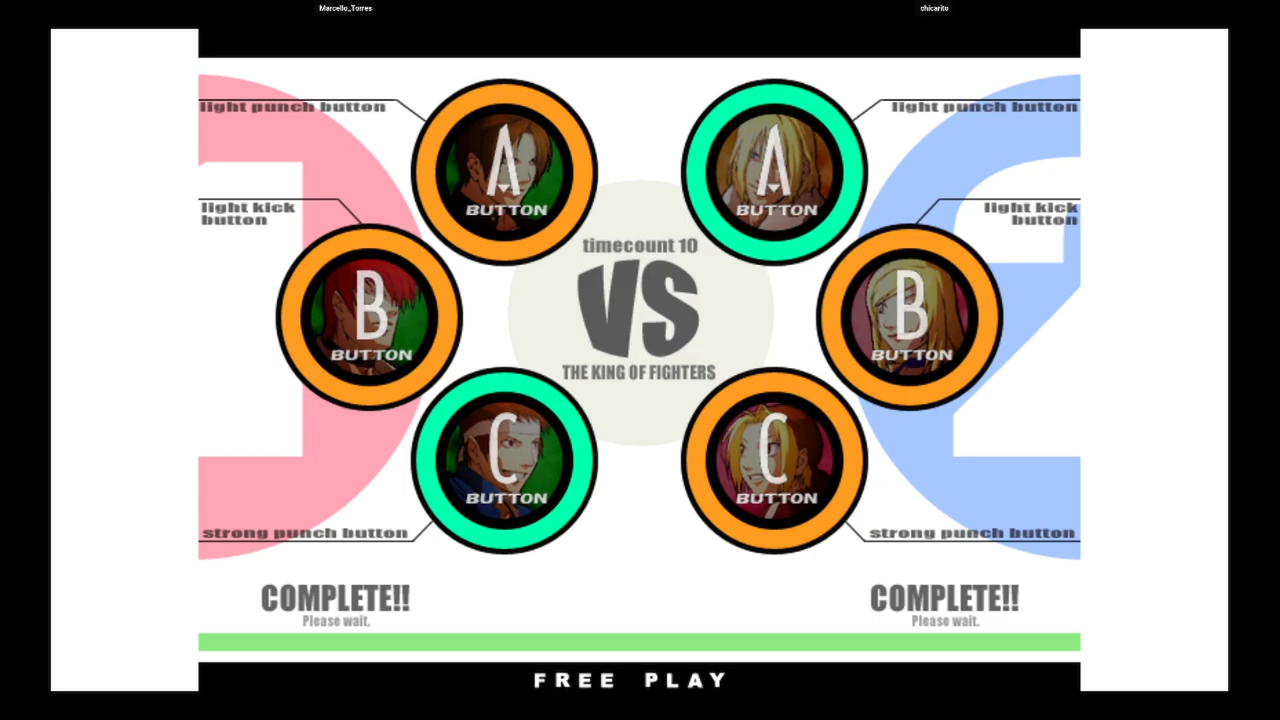 Marcello_Torres
chicarito
light punch button
light punch button
A
BUTTON
A
BUTTON
light kick
button
light kick
button
timecount 10
VS
THE KING OF FIGHTERS
B
BUTTON
B
BUTTON
C
BUTTON
C
BUTTON
strong punch button
strong punch button
COMPLETE!!
Please wait.
COMPLETE!!
Please wait.
FREE PLAY